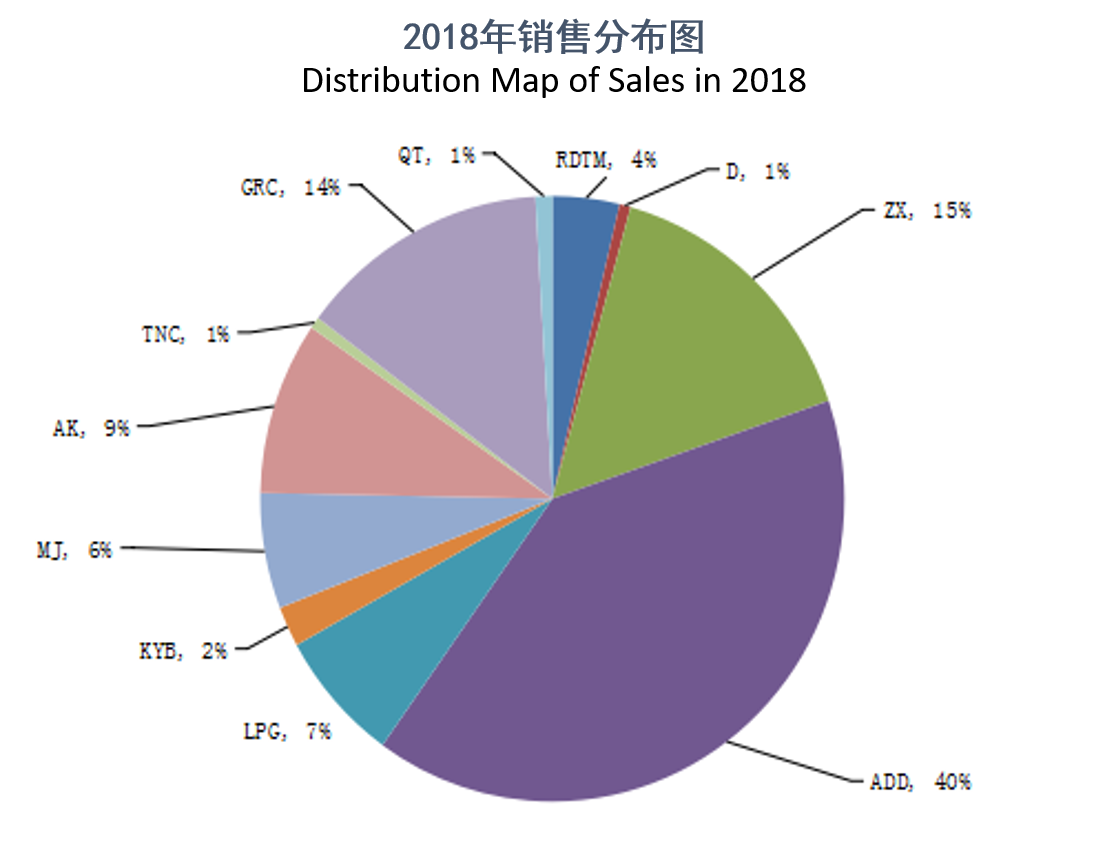 2018年销售分布图
Distribution Map of Sales in 2018
QT, 1%
RDTM, 4%
D, 1%
GRC, 14%
ZX, 15%
TNC, 1%
AK, 9%
MJ, 6%
KYB, 2%
LPG, 7%
ADD, 40%